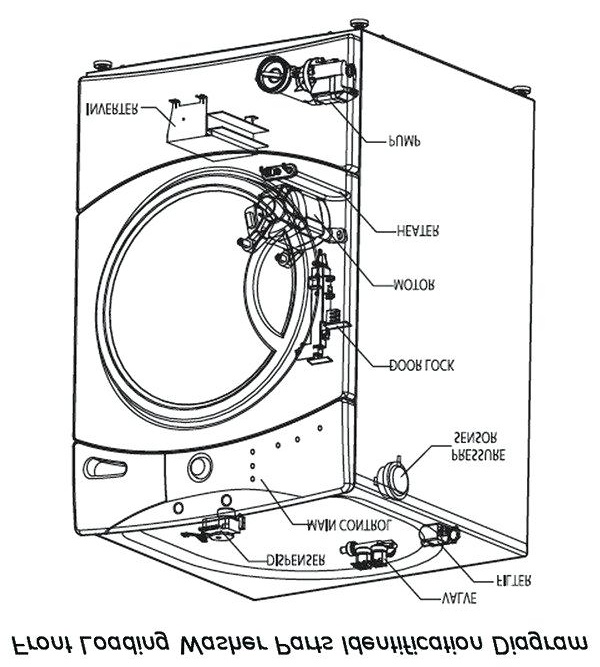 INVERTER
PUMP
HEATER
MOTOR
DOOR LOCK
PRESSURE
SENSOR
MAIN CONTROL
DISPENSER
FILTER
VALVE
Front Loading Washer Parts Identification Diagram